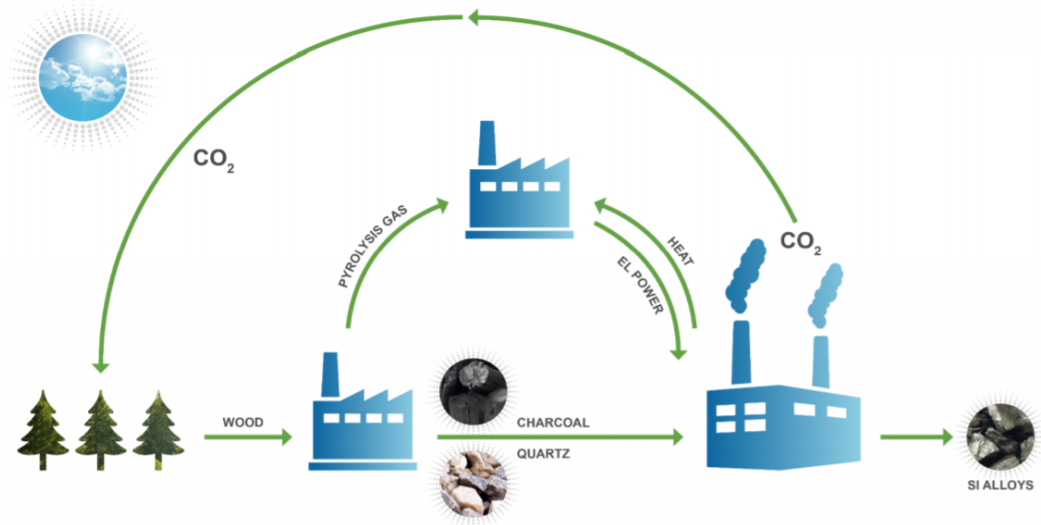 CO2
PYROLYSIS GAS
HEAT
EL POWER
CO2
WOOD
CHARCOAL
QUARTZ
SI ALLOYS